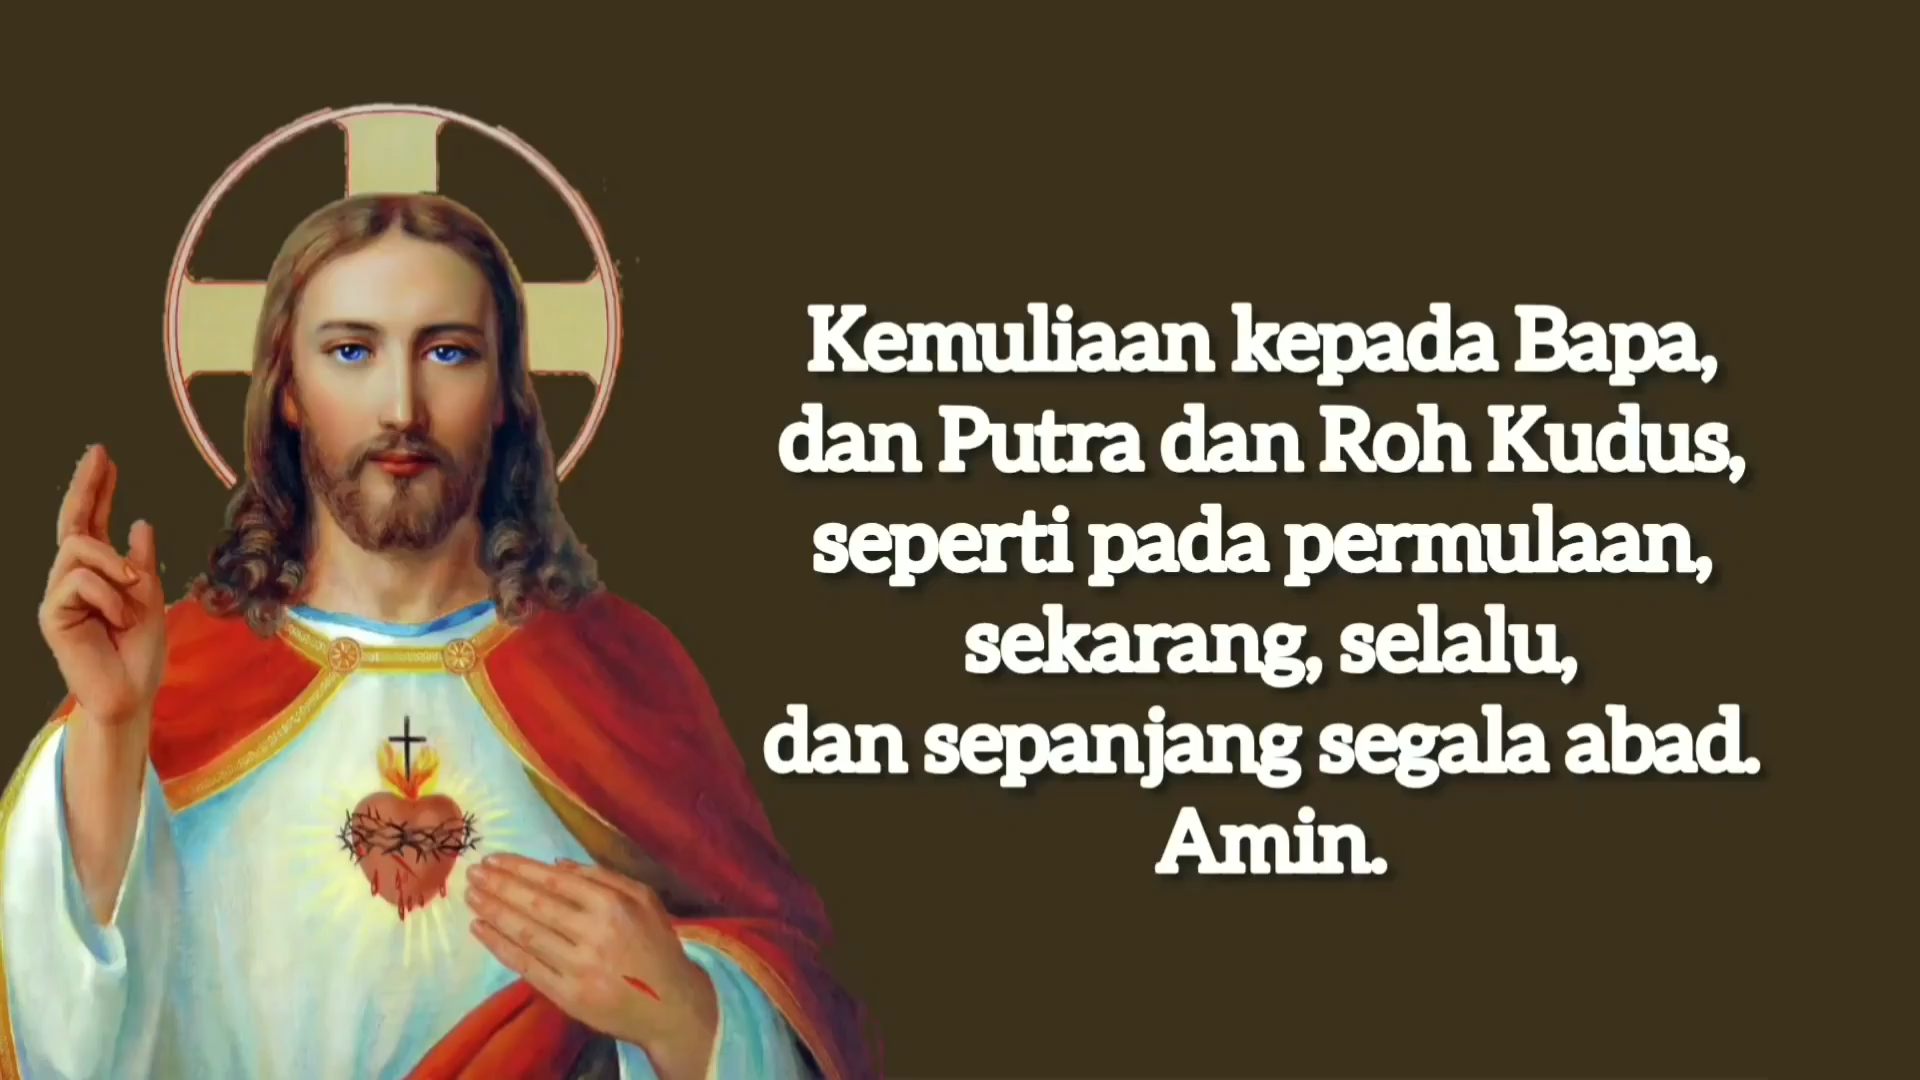 Kemuliaan kepada Bapa,
dan Putra dan Roh Kudus,
seperti pada permulaan,
sekarang, selalu,
dan sepanjang segala abad.
Amin.